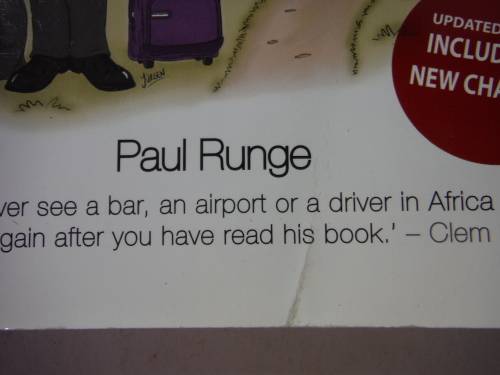 UPDATED
INCLUD
NEW CHA
Paul Runge
ver see a bar, an airport or a driver in Africa
gain after you have read his book.' – Clem